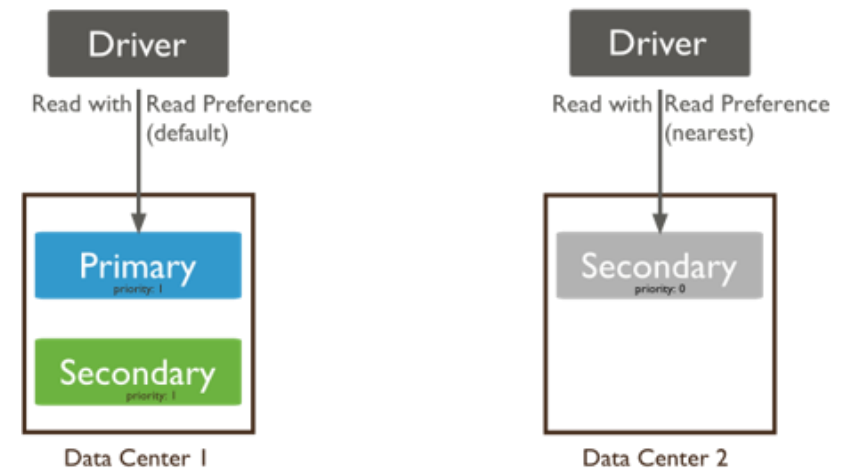 Driver
Read with Read Preference
(default)
Primary
priority: 1
Secondary
priority: 1
Data Center 1
Driver
Read with Read Preference
(nearest)
Secondary
priority: 0
Data Center 2